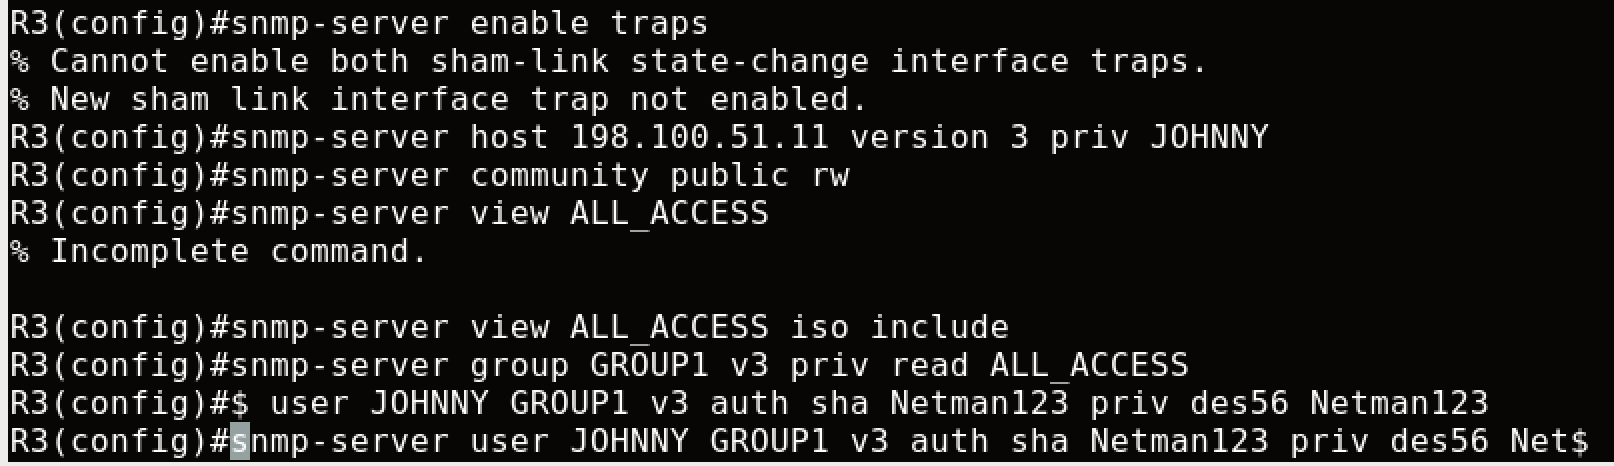 R3(config)#snmp-server enable traps
% Cannot enable both sham-link state-change interface traps.
% New sham link interface trap not enabled.
R3(config)#snmp-server host 198.100.51.11 version 3 priv JOHNNY
R3(config)#snmp-server community public rw
R3(config)#snmp-server view ALL_ACCESS
% Incomplete command.
R3(config)#snmp-server view ALL_ACCESS iso include
R3(config)#snmp-server group GROUP1 v3 priv read ALL_ACCESS
R3(config)#$ user JOHNNY GROUP1 v3 auth sha Netman123 priv des56 Netman123
R3(config)#snmp-server user JOHNNY GROUP1 v3 auth sha Netman123 priv des56 Net$